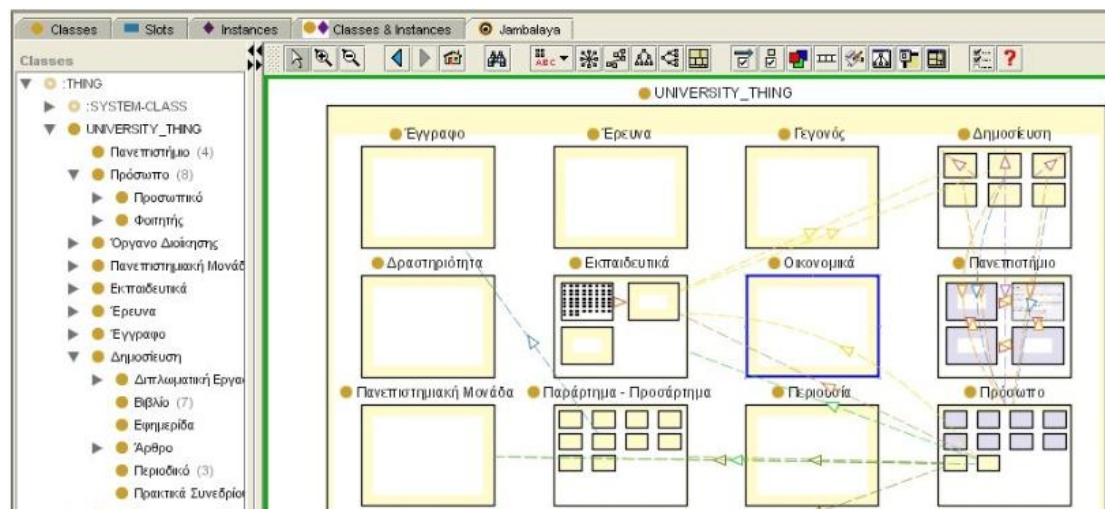 Classes
Slots
Instances
Classes & Instances
Jambalaya
Classes
:THING
:SYSTEM-CLASS
UNIVERSITY_THING
Πανεπιστήμιο (4)
Πρόσωπο (8)
Προσωπικό
Φοιτητής
Όργανο Διοίκησης
Πανεπιστημιακή Μονάδ
Εκπαιδευτικά
Έρευνα
Έγγραφο
Δημοσίευση
Διπλωματική Εργα
Βιβλίο (7)
Εφημερίδα
Άρθρο
Περιοδικό (3)
Πρακτικά Συνεδρίου
ABC
?
UNIVERSITY_THING
Έγγραφο
Έρευνα
Γεγονός
Δημοσίευση
Δραστηριότητα
Εκπαιδευτικά
Οικονομικά
Πανεπιστήμιο
Πανεπιστημιακή Μονάδα
Παράρτημα - Προσάρτημα
Περιουσία
Πρόσωπο